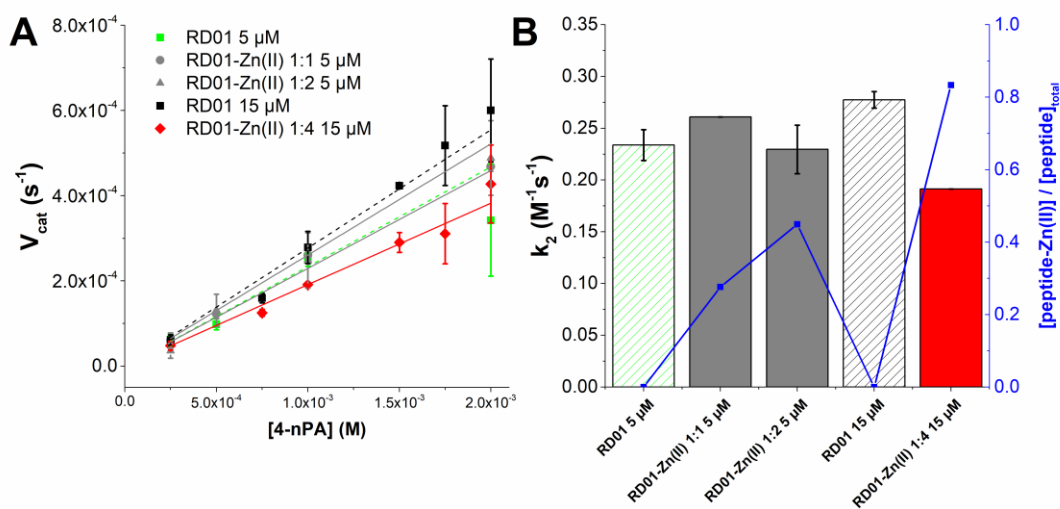 A
RD01 5 µM
RD01-Zn(II) 1:1 5 µM
RD01-Zn(II) 1:2 5 µM
RD01 15 µM
RD01-Zn(II) 1:4 15 µM
8.0x10⁻⁴
6.0x10⁻⁴
4.0x10⁻⁴
2.0x10⁻⁴
0.0
V_cat (s⁻¹)
0.0
5.0x10⁻⁴
1.0x10⁻³
1.5x10⁻³
2.0x10⁻³
[4-nPA] (M)
B
0.35
0.30
0.25
0.20
0.15
0.10
0.05
0.00
k₂ (M⁻¹s⁻¹)
1.0
0.8
0.6
0.4
0.2
0.0
[peptide-Zn(II)] / [peptide]_total
RD01 5 µM
RD01-Zn(II) 1:1 5 µM
RD01-Zn(II) 1:2 5 µM
RD01 15 µM
RD01-Zn(II) 1:4 15 µM